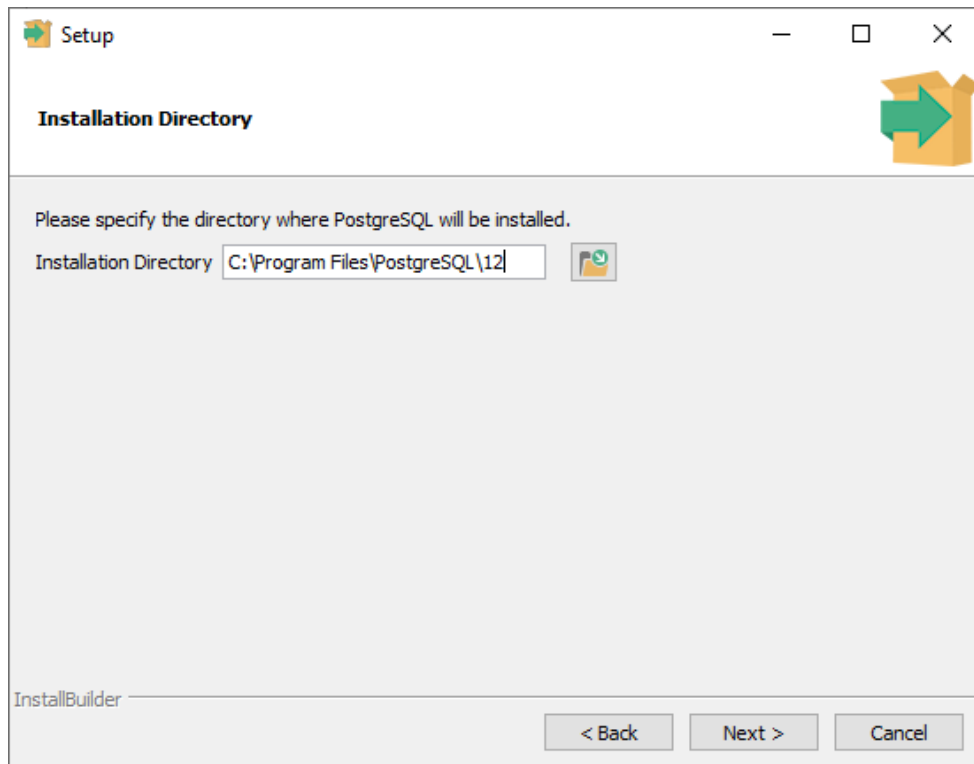 Setup
Installation Directory
Please specify the directory where PostgreSQL will be installed.
Installation Directory C:\Program Files\PostgreSQL\12
InstallBuilder
< Back Next > Cancel